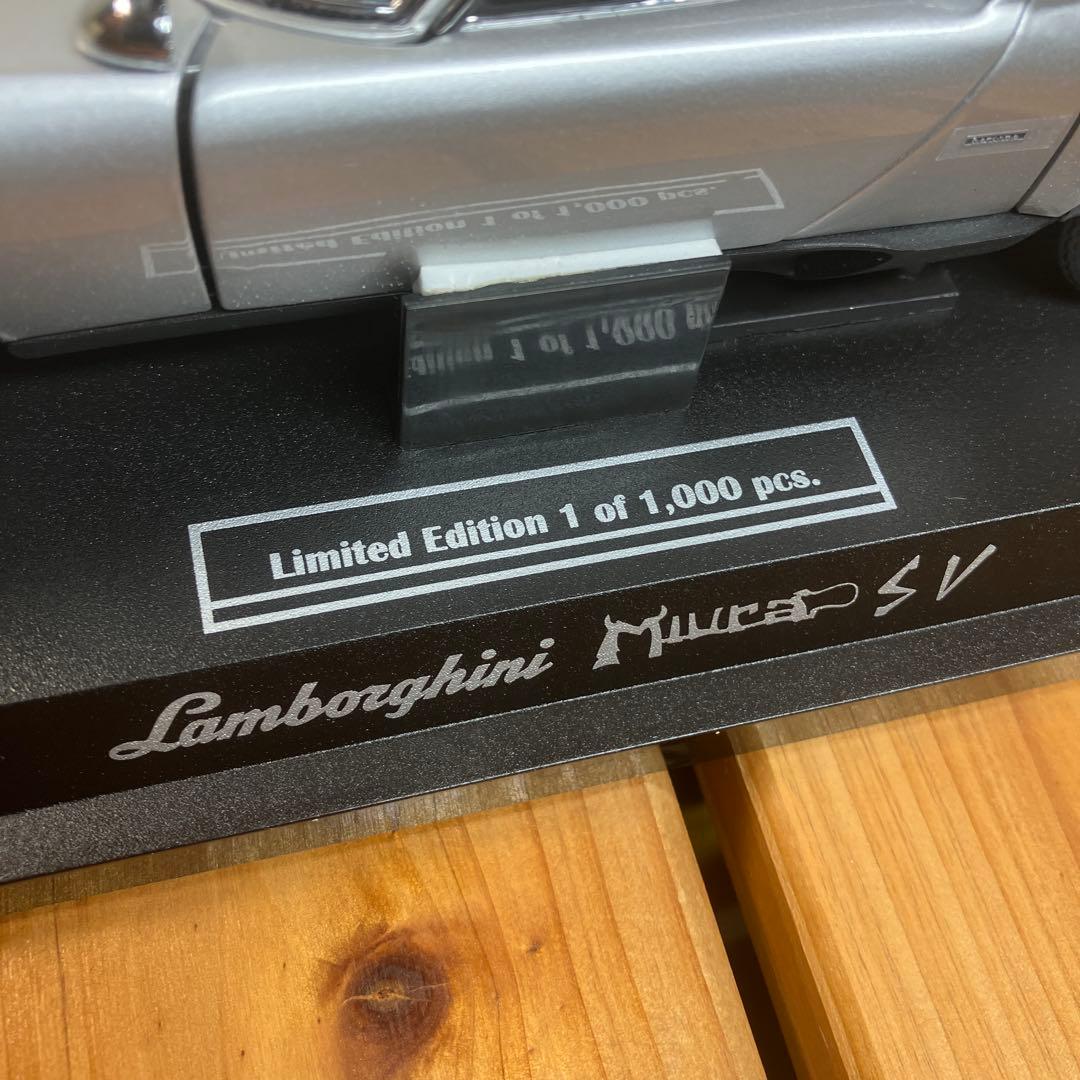 Limited Edition 1 of 1,000 pcs.
Lamborghini Miura SV